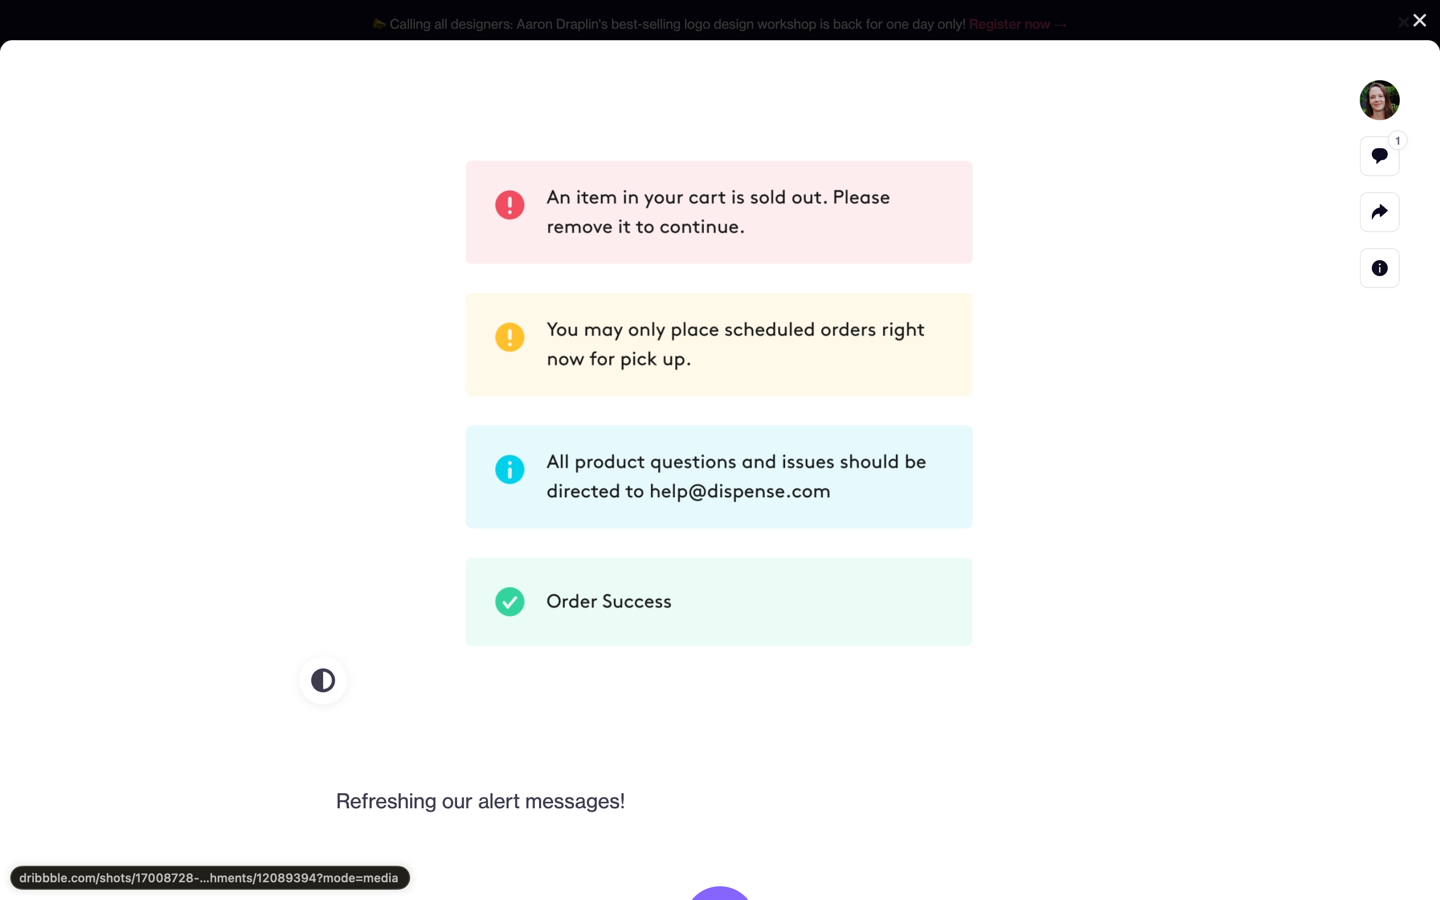 Calling all designers: Aaron Draplin's best-selling logo design workshop is back for one day only! Register now →
1
An item in your cart is sold out. Please
remove it to continue.
You may only place scheduled orders right
now for pick up.
All product questions and issues should be
directed to help@dispense.com
Order Success
Refreshing our alert messages!
dribbble.com/shots/17008728-...hments/12089394?mode=media